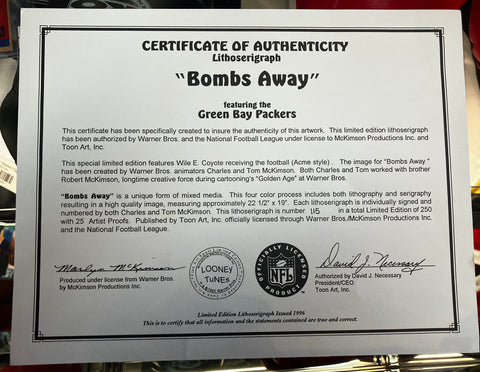 CERTIFICATE OF AUTHENTICITY
Lithoserigraph
"Bombs Away"
featuring the
Green Bay Packers
This certificate has been specifically created to insure the authenticity of this artwork. This limited edition lithoserigraph
has been authorized by Warner Bros. and the National Football League under license to McKimson Productions Inc. and
Toon Art, Inc.
This special limited edition features Wile E. Coyote receiving the football (Acme style) . The image for "Bombs Away "
has been created by Warner Bros. animators Charles and Tom McKimson. Both Charles and Tom worked with brother
Robert McKimson, longtime creative force during cartooning's "Golden Age" at Warner Bros.
"Bombs Away" is a unique form of mixed media. This four color process includes both lithography and serigraphy
resulting in a high quality image, measuring approximately 22 1/2" x 19". Each lithoserigraph is individually signed and
numbered by both Charles and Tom McKimson. This lithoserigraph is number 115 in a total Limited Edition of 250
with 25 Artist Proofs. Published by Toon Art, Inc. officially licensed through Warner Bros./McKimson Productions Inc.
and the National Football League.
Marilyn McKimson
Produced under license from Warner Bros.
by McKimson Productions Inc.
LOONEY
TUNES
OFFICIALLY LICENSED
NFL
PRODUCT
David J. Necessary
Authorized by David J. Necessary
President/CEO
Toon Art, Inc.
Limited Edition Lithoserigraph Issued 1996
This is to certify that all information and the statements contained are true and correct.